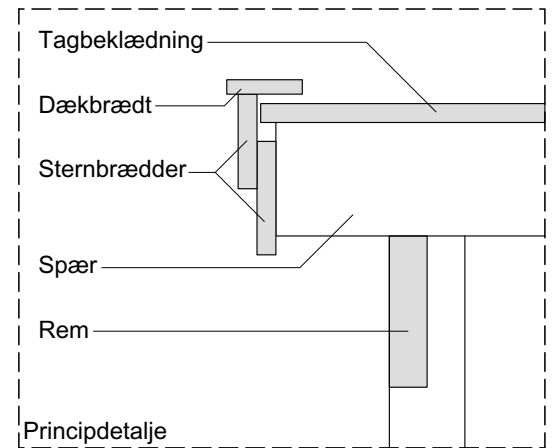 Tagbeklædning
Dækbrædt
Sternbrædder
Spær
Rem
Principdetalje